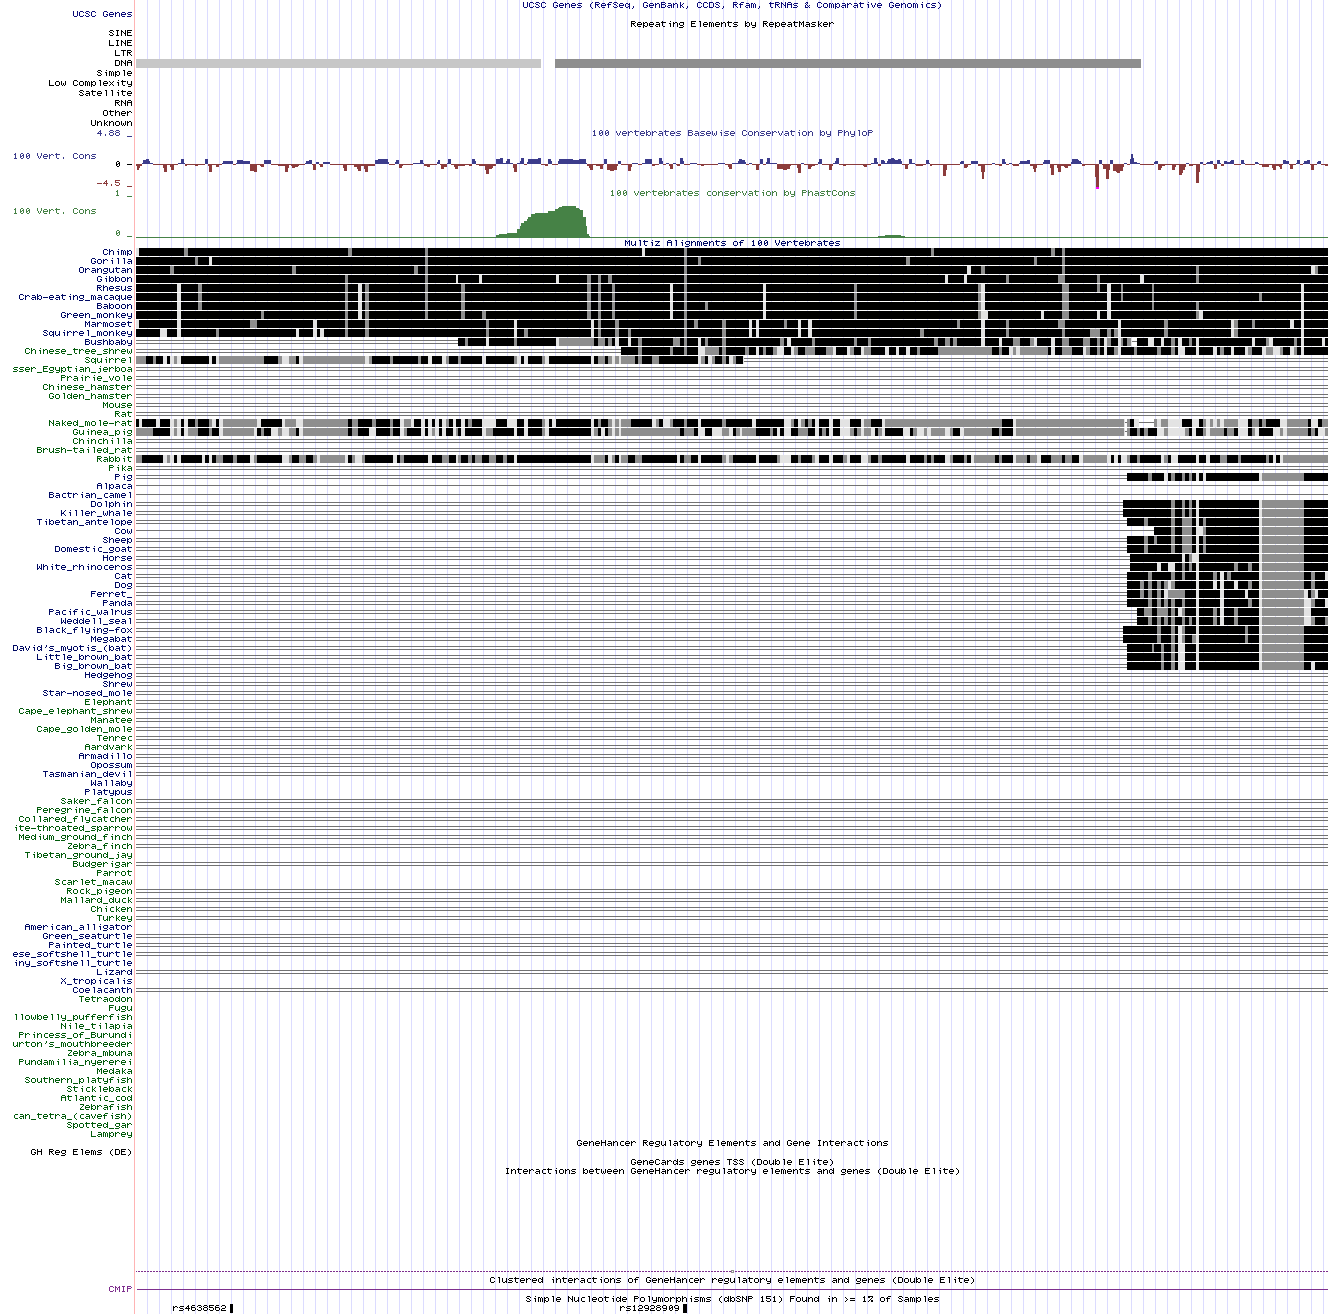 UCSC Genes (RefSeq, GenBank, CCDS, Rfam, tRNAs & Comparative Genomics)
UCSC Genes
Repeating Elements by RepeatMasker
SINE
LINE
LTR
DNA
Simple
Low Complexity
Satellite
RNA
Other
Unknown
4.88 _
100 vertebrates Basewise Conservation by PhyloP
100 Vert. Cons
0 -
-4.5 _
100 vertebrates conservation by PhastCons
1 _
100 Vert. Cons
0 _
Multiz Alignments of 100 Vertebrates
Chimp
Gorilla
Orangutan
Gibbon
Rhesus
Crab-eating_macaque
Baboon
Green_monkey
Marmoset
Squirrel_monkey
Bushbaby
Chinese_tree_shrew
Squirrel
sser_Egyptian_jerboa
Prairie_vole
Chinese_hamster
Golden_hamster
Mouse
Rat
Naked_mole-rat
Guinea_pig
Chinchilla
Brush-tailed_rat
Rabbit
Pika
Pig
Alpaca
Bactrian_camel
Dolphin
Killer_whale
Tibetan_antelope
Cow
Sheep
Domestic_goat
Horse
White_rhinoceros
Cat
Dog
Ferret_
Panda
Pacific_walrus
Weddell_seal
Black_flying-fox
Megabat
David's_myotis_(bat)
Little_brown_bat
Big_brown_bat
Hedgehog
Shrew
Star-nosed_mole
Elephant
Cape_elephant_shrew
Manatee
Cape_golden_mole
Tenrec
Aardvark
Armadillo
Opossum
Tasmanian_devil
Wallaby
Platypus
Saker_falcon
Peregrine_falcon
Collared_flycatcher
ite-throated_sparrow
Medium_ground_finch
Zebra_finch
Tibetan_ground_jay
Budgerigar
Parrot
Scarlet_macaw
Rock_pigeon
Mallard_duck
Chicken
Turkey
American_alligator
Green_seaturtle
Painted_turtle
ese_softshell_turtle
iny_softshell_turtle
Lizard
X_tropicalis
Coelacanth
Tetraodon
Fugu
llowbelly_pufferfish
Nile_tilapia
Princess_of_Burundi
urton's_mouthbreeder
Zebra_mbuna
Pundamilia_nyererei
Medaka
Southern_platyfish
Stickleback
Atlantic_cod
Zebrafish
can_tetra_(cavefish)
Spotted_gar
Lamprey
GeneHancer Regulatory Elements and Gene Interactions
GH Reg Elems (DE)
GeneCards genes TSS (Double Elite)
Interactions between GeneHancer regulatory elements and genes (Double Elite)
Clustered interactions of GeneHancer regulatory elements and genes (Double Elite)
CMIP
Simple Nucleotide Polymorphisms (dbSNP 151) Found in >= 1% of Samples
rs4638562 rs12928909